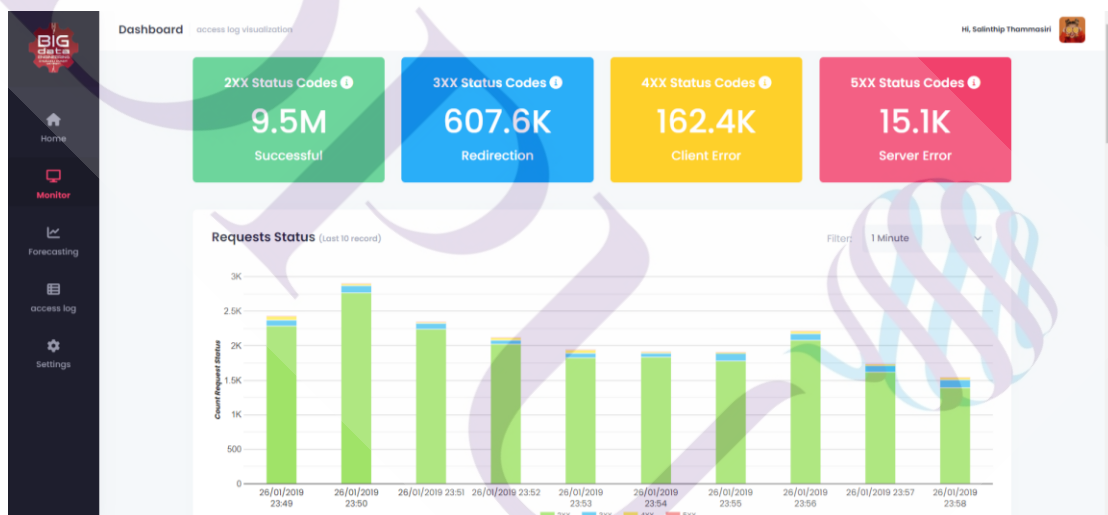 BIG
data
Dashboard access log visualization
Hi, Salinthip Thammasiri
Home
Monitor
Forecasting
access log
Settings
2XX Status Codes
9.5M
Successful
3XX Status Codes
607.6K
Redirection
4XX Status Codes
162.4K
Client Error
5XX Status Codes
15.1K
Server Error
Requests Status (Last 10 record)
Filter: 1 Minute
Count Request Status
3K
2.5K
2K
1.5K
1K
500
0
26/01/2019
23:49
26/01/2019
23:50
26/01/2019 23:51
26/01/2019 23:52
26/01/2019
23:53
26/01/2019
23:54
26/01/2019
23:55
26/01/2019
23:56
26/01/2019 23:57
26/01/2019
23:58